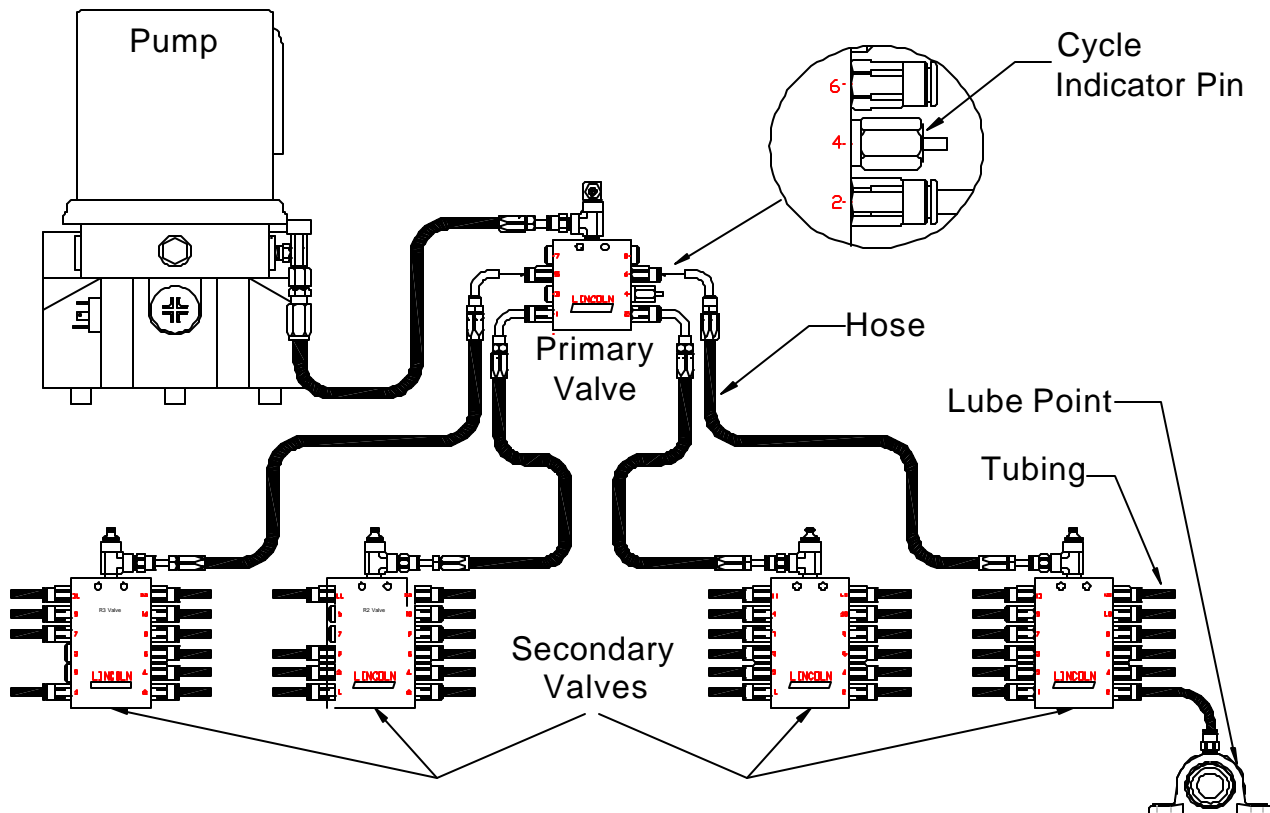 Pump
Cycle
Indicator Pin
6-
4-
2-
LINCOLN
Primary
Valve
Hose
Lube Point
Tubing
R3 Valve
LINCOLN
R2 Valve
LINCOLN
Secondary
Valves
LINCOLN
LINCOLN